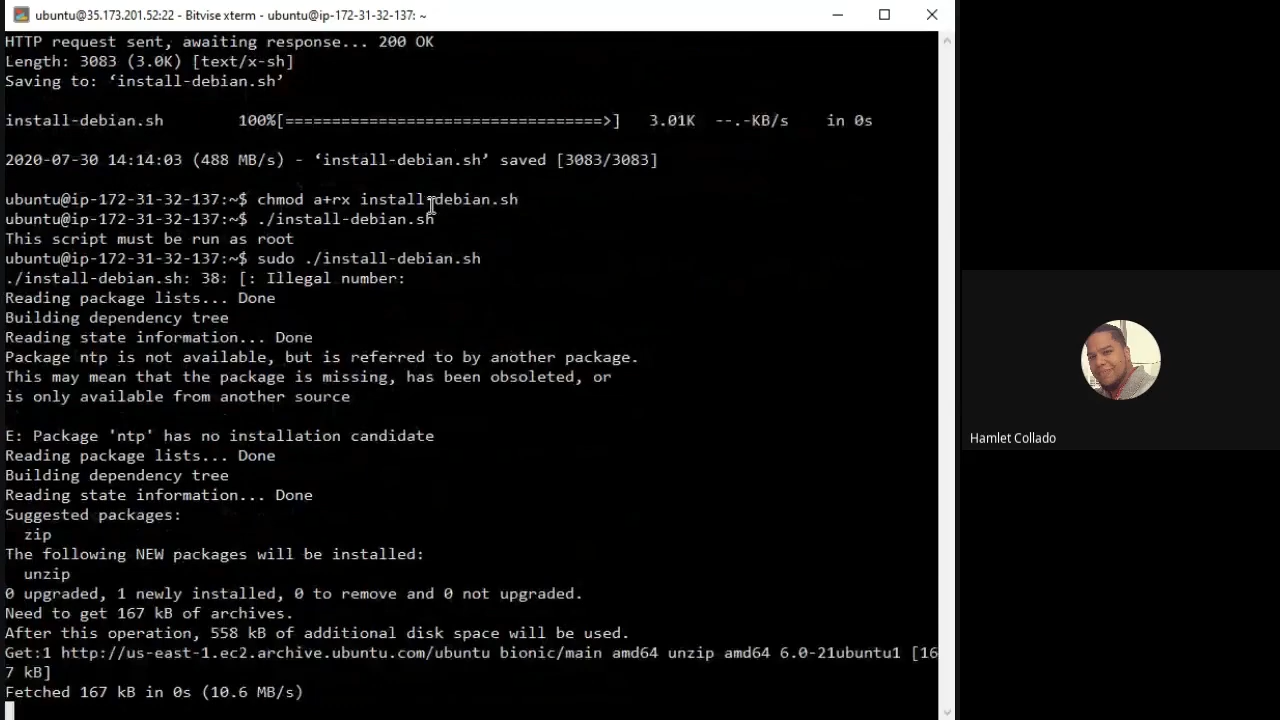 ubuntu@35.173.201.52:22 - Bitvise xterm - ubuntu@ip-172-31-32-137: ~
HTTP request sent, awaiting response... 200 OK
Length: 3083 (3.0K) [text/x-sh]
Saving to: ‘install-debian.sh’
install-debian.sh        100%[==================================>]   3.01K  --.-KB/s    in 0s
2020-07-30 14:14:03 (488 MB/s) - ‘install-debian.sh’ saved [3083/3083]
ubuntu@ip-172-31-32-137:~$ chmod a+rx install-debian.sh
ubuntu@ip-172-31-32-137:~$ ./install-debian.sh
This script must be run as root
ubuntu@ip-172-31-32-137:~$ sudo ./install-debian.sh
./install-debian.sh: 38: [: Illegal number:
Reading package lists... Done
Building dependency tree
Reading state information... Done
Package ntp is not available, but is referred to by another package.
This may mean that the package is missing, has been obsoleted, or
is only available from another source
E: Package 'ntp' has no installation candidate
Reading package lists... Done
Building dependency tree
Reading state information... Done
Suggested packages:
  zip
The following NEW packages will be installed:
  unzip
0 upgraded, 1 newly installed, 0 to remove and 0 not upgraded.
Need to get 167 kB of archives.
After this operation, 558 kB of additional disk space will be used.
Get:1 http://us-east-1.ec2.archive.ubuntu.com/ubuntu bionic/main amd64 unzip amd64 6.0-21ubuntu1 [16
7 kB]
Fetched 167 kB in 0s (10.6 MB/s)
Hamlet Collado